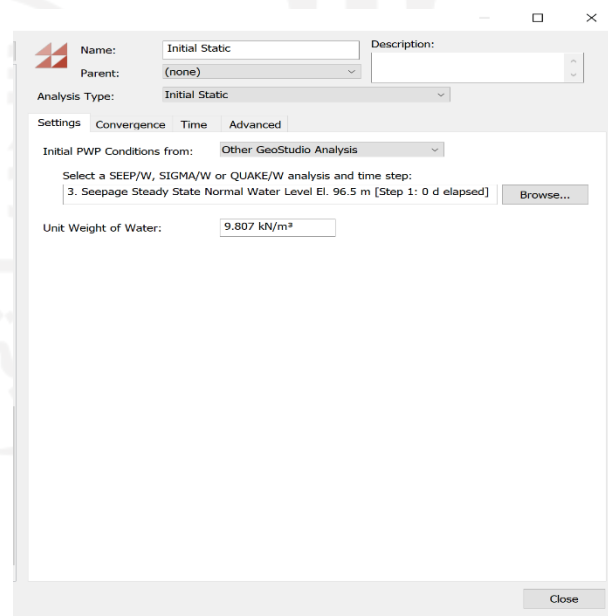 Name: Initial Static Description:
Parent: (none)
Analysis Type: Initial Static
Settings Convergence Time Advanced
Initial PWP Conditions from: Other GeoStudio Analysis
Select a SEEP/W, SIGMA/W or QUAKE/W analysis and time step:
3. Seepage Steady State Normal Water Level El. 96.5 m [Step 1: 0 d elapsed] Browse...
Unit Weight of Water: 9.807 kN/m³
Close